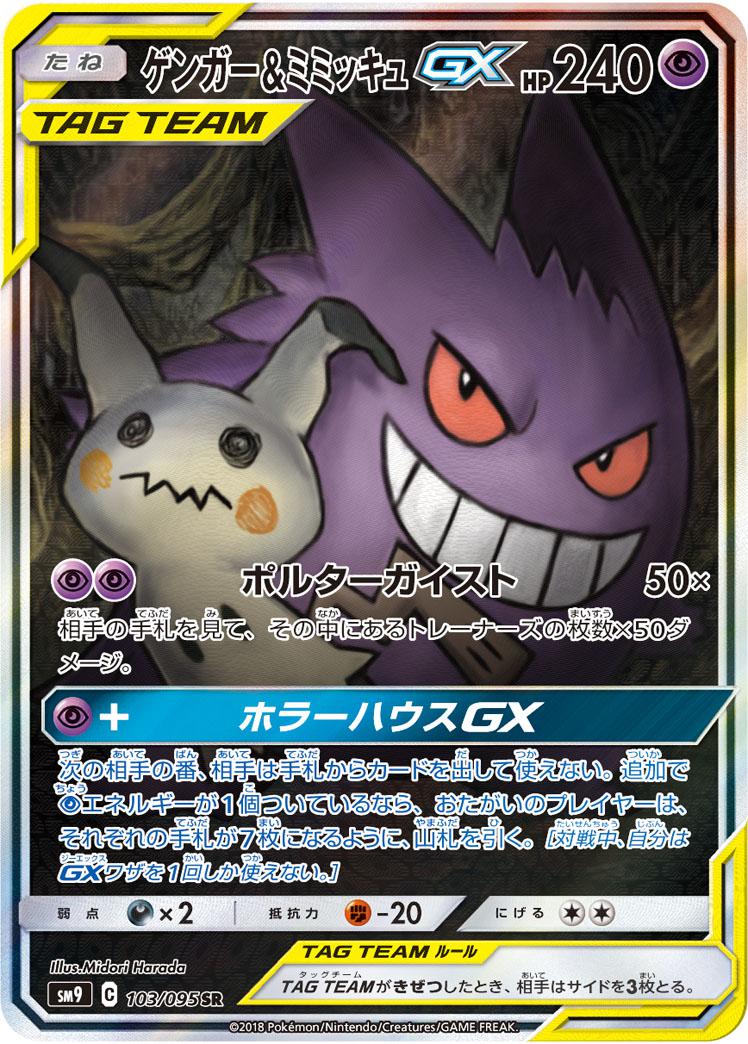 たね
ゲンガー&ミミッキュGX HP240
TAG TEAM
ポルターガイスト 50×
相手の手札を見て、その中にあるトレーナーズの枚数×50ダ
メージ。
+ ホラーハウスGX
次の相手の番、相手は手札からカードを出して使えない。追加で
エネルギーが1個ついているなら、おたがいのプレイヤーは、
それぞれの手札が7枚になるように、山札を引く。[対戦中、自分は
GXワザを1回しか使えない。]
弱点 ×2 抵抗力 -20 にげる
TAG TEAM ルール
TAG TEAMがきぜつしたとき、相手はサイドを3枚とる。
Illus.Midori Harada
SM9 C 103/095 SR
©2018 Pokémon/Nintendo/Creatures/GAME FREAK.